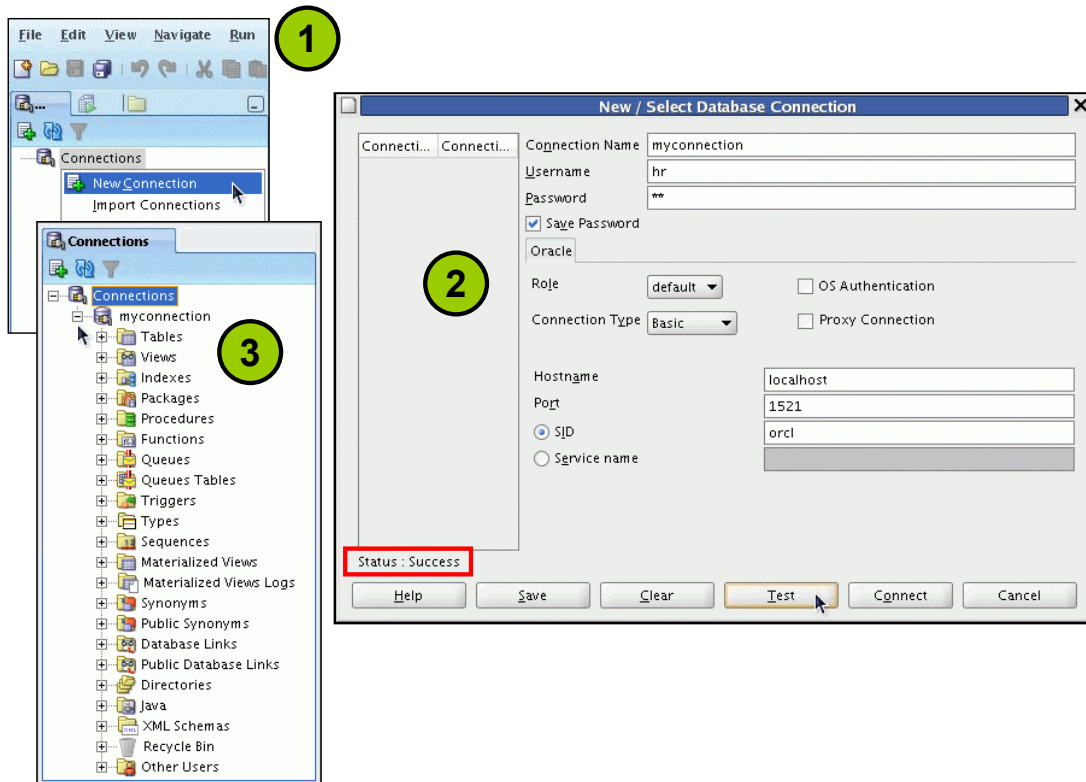 File Edit View Navigate Run
1
...
Connections
New Connection
Import Connections
New / Select Database Connection
Connecti... Connecti...
Connection Name myconnection
Username hr
Password **
Save Password
Oracle
2
Role default OS Authentication
Connection Type Basic Proxy Connection
Hostname localhost
Port 1521
SID orcl
Service name
Status : Success
Help Save Clear Test Connect Cancel
Connections
Connections
myconnection
3
Tables
Views
Indexes
Packages
Procedures
Functions
Queues
Queues Tables
Triggers
Types
Sequences
Materialized Views
Materialized Views Logs
Synonyms
Public Synonyms
Database Links
Public Database Links
Directories
Java
XML Schemas
Recycle Bin
Other Users